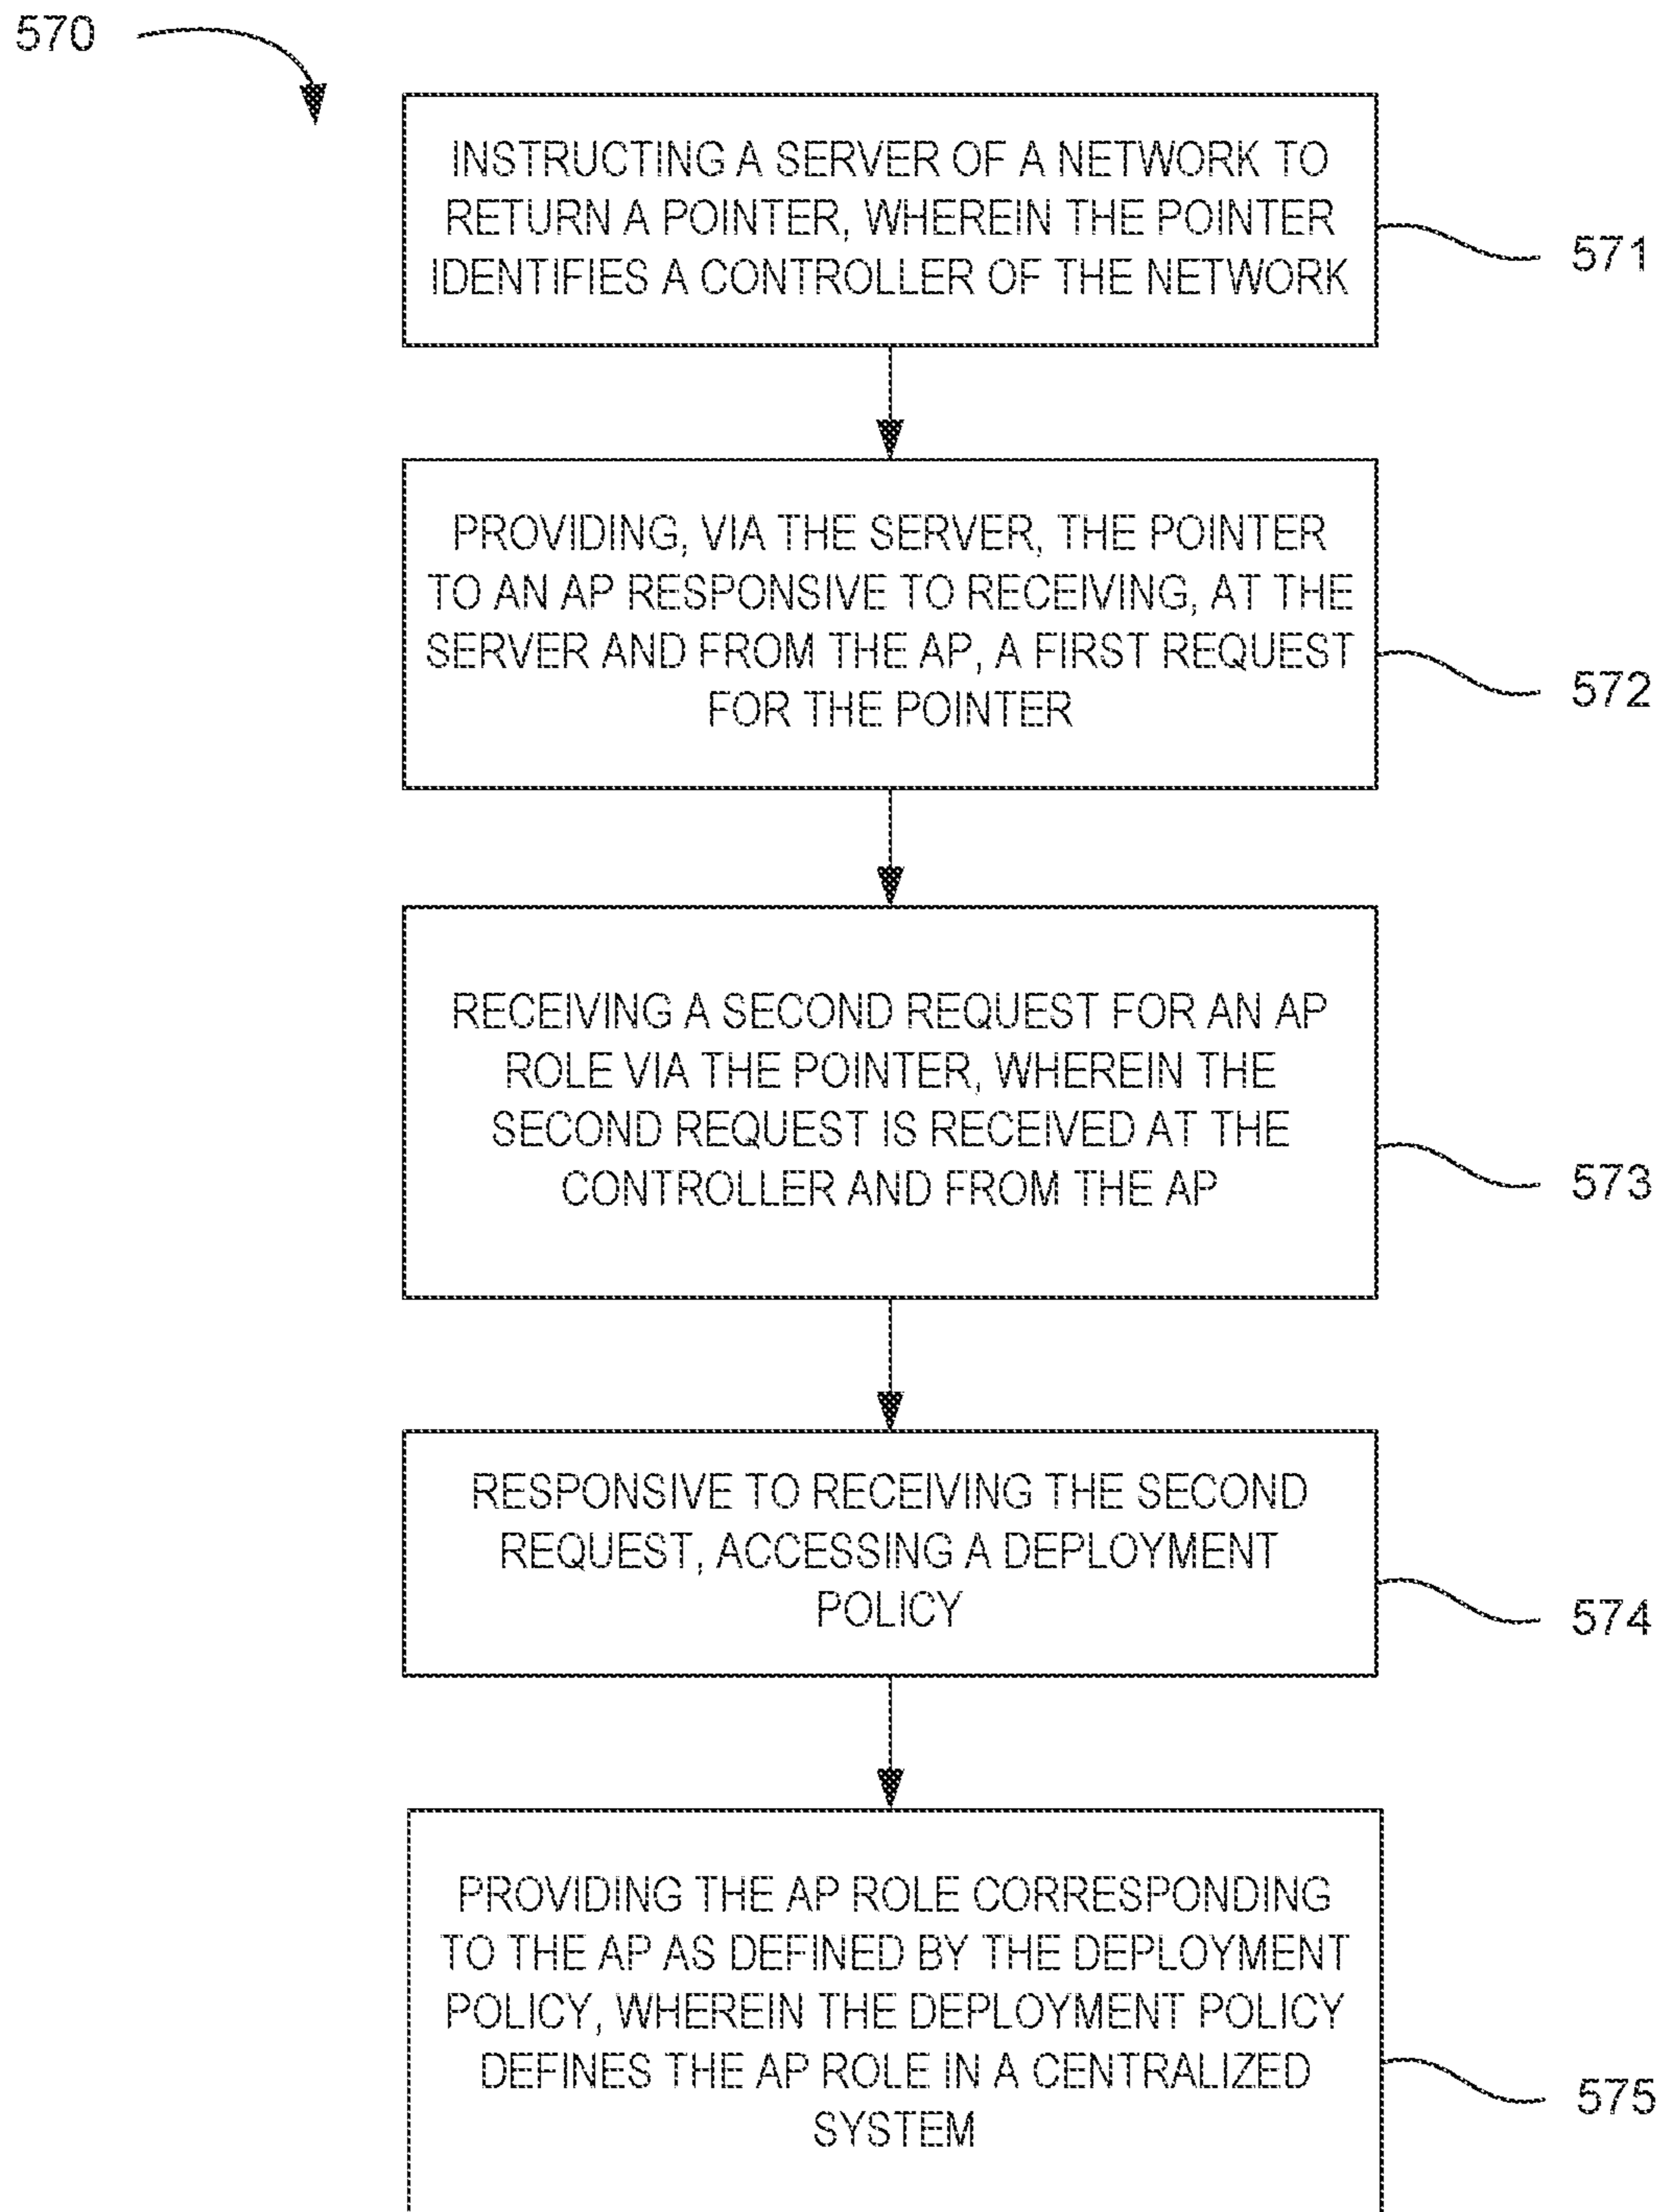 570
INSTRUCTING A SERVER OF A NETWORK TO
RETURN A POINTER, WHEREIN THE POINTER
IDENTIFIES A CONTROLLER OF THE NETWORK
571
PROVIDING, VIA THE SERVER, THE POINTER
TO AN AP RESPONSIVE TO RECEIVING, AT THE
SERVER AND FROM THE AP, A FIRST REQUEST
FOR THE POINTER
572
RECEIVING A SECOND REQUEST FOR AN AP
ROLE VIA THE POINTER, WHEREIN THE
SECOND REQUEST IS RECEIVED AT THE
CONTROLLER AND FROM THE AP
573
RESPONSIVE TO RECEIVING THE SECOND
REQUEST, ACCESSING A DEPLOYMENT
POLICY
574
PROVIDING THE AP ROLE CORRESPONDING
TO THE AP AS DEFINED BY THE DEPLOYMENT
POLICY, WHEREIN THE DEPLOYMENT POLICY
DEFINES THE AP ROLE IN A CENTRALIZED
SYSTEM
575